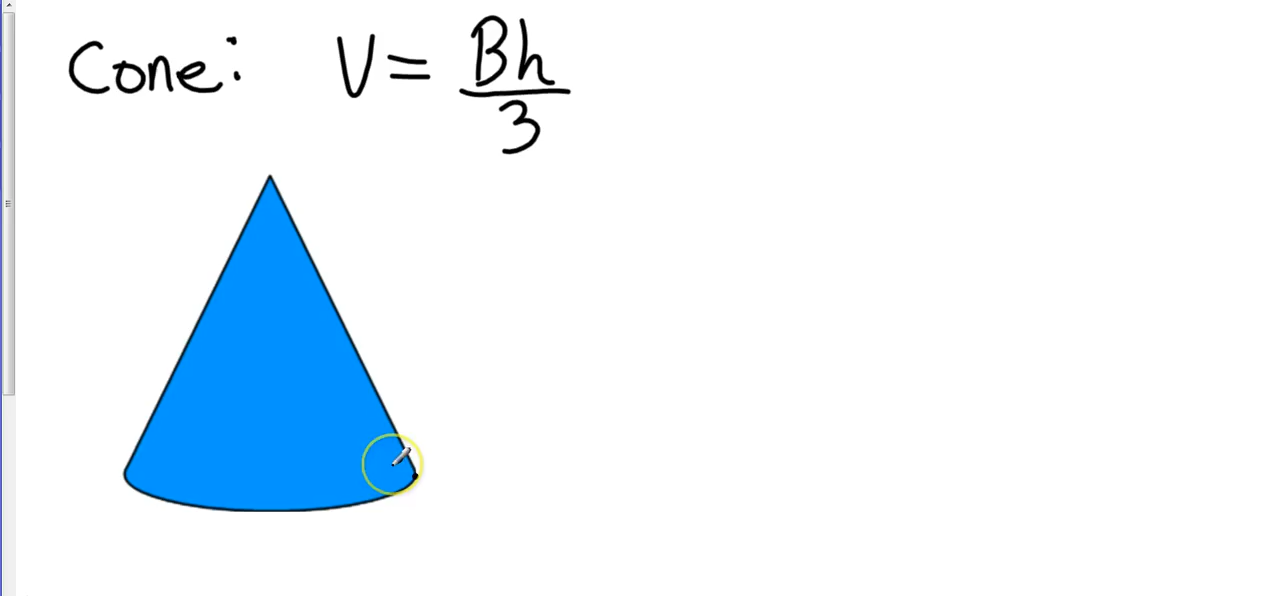 Cone: V = Bh/3